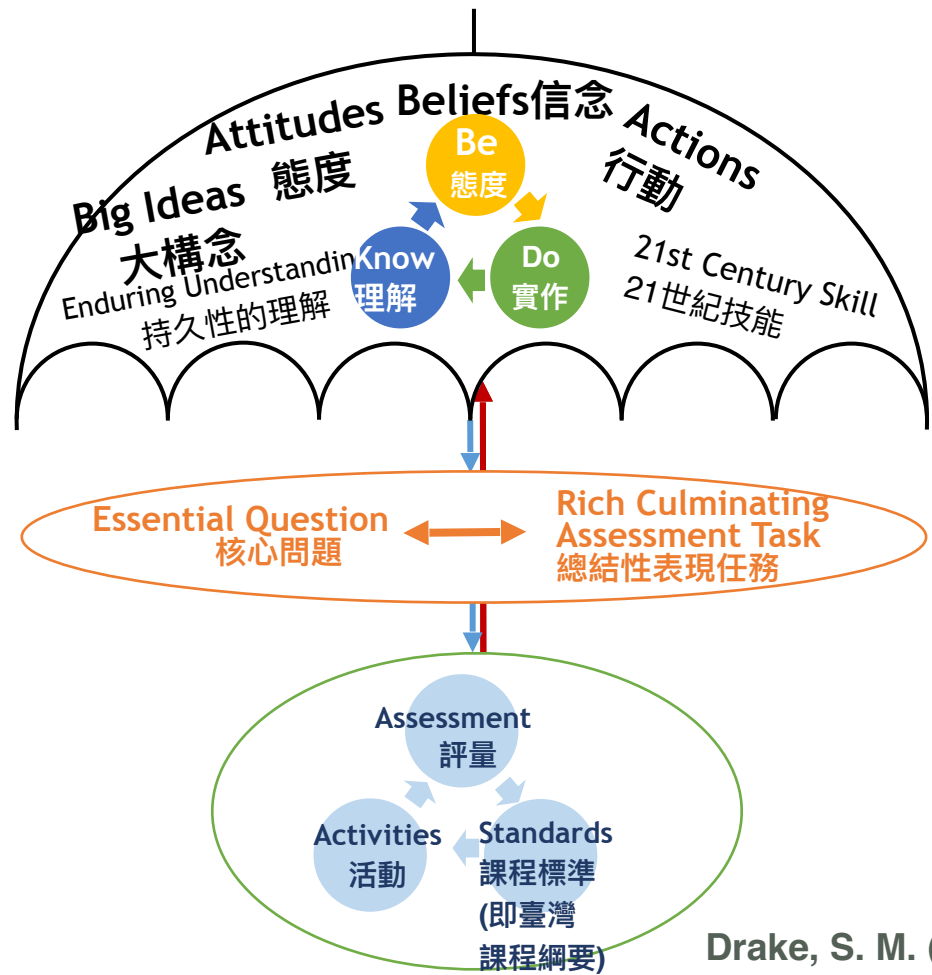 Attitudes
態度
Beliefs信念
Actions
行動
Big Ideas
大構念
Enduring Understandin
持久性的理解
Be
態度
Know
理解
Do
實作
21st Century Skill
21世紀技能
Essential Question
核心問題
Rich Culminating
Assessment Task
總結性表現任務
Assessment
評量
Activities
活動
Standards
課程標準
(即臺灣
課程綱要)
Drake, S. M. (